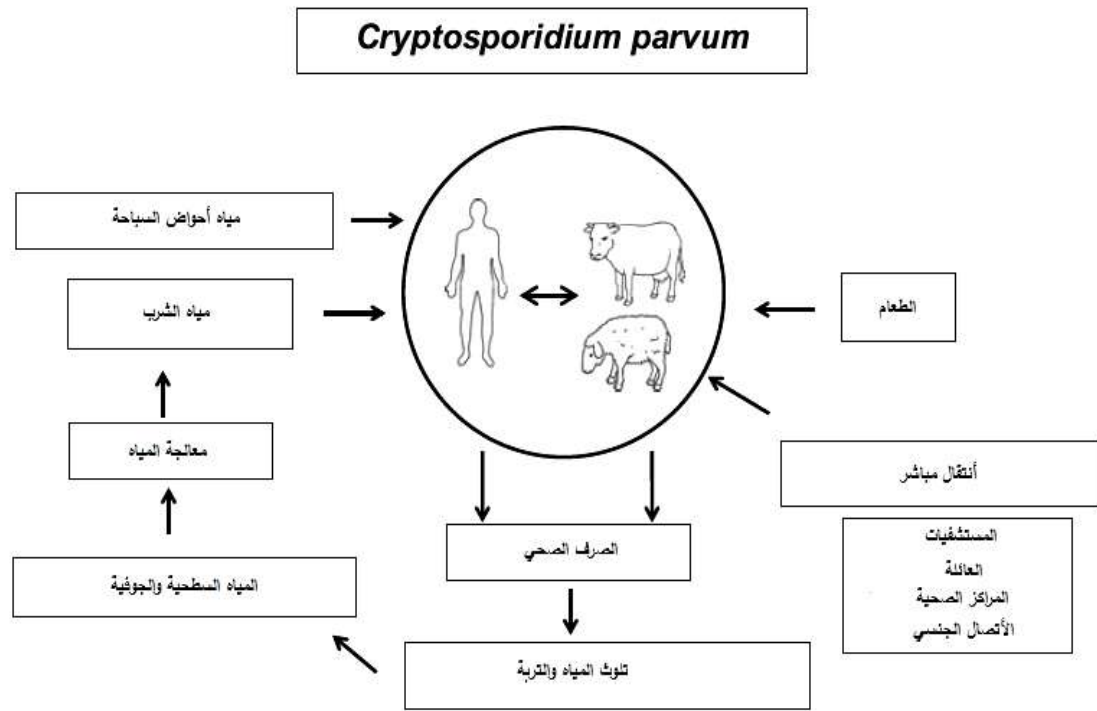 Cryptosporidium parvum
مياه أحواض السباحة
مياه الشرب
الطعام
معالجة المياه
أنتقال مباشر
المستشفيات
العائلة
المراكز الصحية
الأتصال الجنسي
الصرف الصحي
المياه السطحية والجوفية
تلوث المياه والتربة